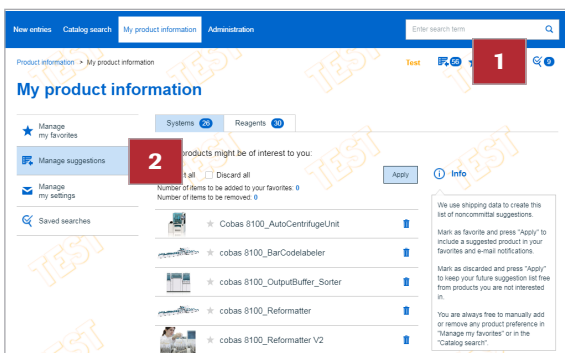 New entries Catalog search My product information Administration Enter search term
Product information > My product information Test 56 1 9
My product information
Manage
my favorites
Manage suggestions
2
Manage
my settings
Saved searches
Systems 26 Reagents 30
products might be of interest to you:
all Discard all Apply
Number of items to be added to your favorites: 0
Number of items to be removed: 0
Cobas 8100_AutoCentrifugeUnit
cobas 8100_BarCodelabeler
cobas 8100_OutputBuffer_Sorter
cobas 8100_Reformatter
cobas 8100_Reformatter V2
Info
We use shipping data to create this
list of noncommittal suggestions.
Mark as favorite and press "Apply" to
include a suggested product in your
favorites and e-mail notifications.
Mark as discarded and press "Apply"
to keep your future suggestion list free
from products you are not interested
in.
You are always free to manually add
or remove any product preference in
"Manage my favorites" or in the
"Catalog search".
TEST
TEST
TEST
TEST
TEST
TEST
TEST